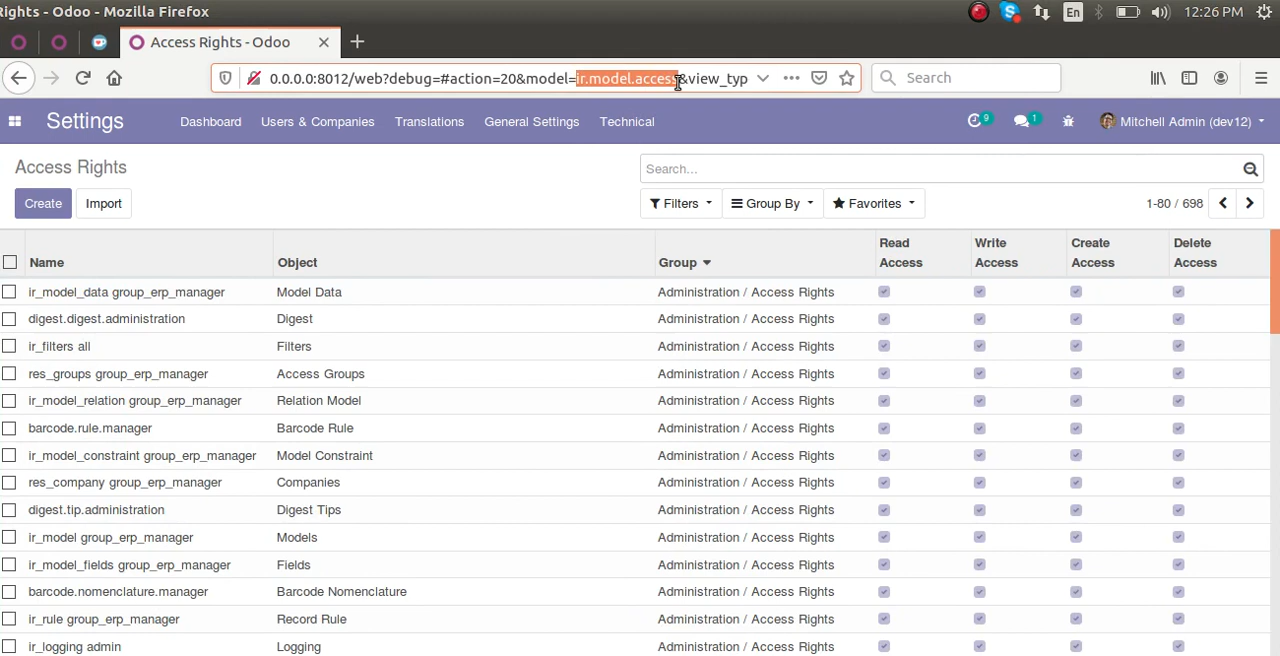 Rights - Odoo - Mozilla Firefox
En
12:26 PM
Access Rights - Odoo
0.0.0.0:8012/web?debug=#action=20&model=ir.model.access&view_typ
Search
Settings
Dashboard
Users & Companies
Translations
General Settings
Technical
9
1
Mitchell Admin (dev12)
Access Rights
Search...
Create
Import
Filters
Group By
Favorites
1-80 / 698
Name Object Group Read Access Write Access Create Access Delete Access
ir_model_data group_erp_manager Model Data Administration / Access Rights
digest.digest.administration Digest Administration / Access Rights
ir_filters all Filters Administration / Access Rights
res_groups group_erp_manager Access Groups Administration / Access Rights
ir_model_relation group_erp_manager Relation Model Administration / Access Rights
barcode.rule.manager Barcode Rule Administration / Access Rights
ir_model_constraint group_erp_manager Model Constraint Administration / Access Rights
res_company group_erp_manager Companies Administration / Access Rights
digest.tip.administration Digest Tips Administration / Access Rights
ir_model group_erp_manager Models Administration / Access Rights
ir_model_fields group_erp_manager Fields Administration / Access Rights
barcode.nomenclature.manager Barcode Nomenclature Administration / Access Rights
ir_rule group_erp_manager Record Rule Administration / Access Rights
ir_logging admin Logging Administration / Access Rights